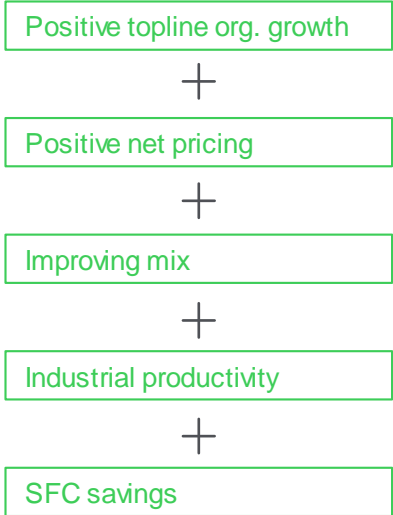 Positive topline org. growth
+
Positive net pricing
+
Improving mix
+
Industrial productivity
+
SFC savings